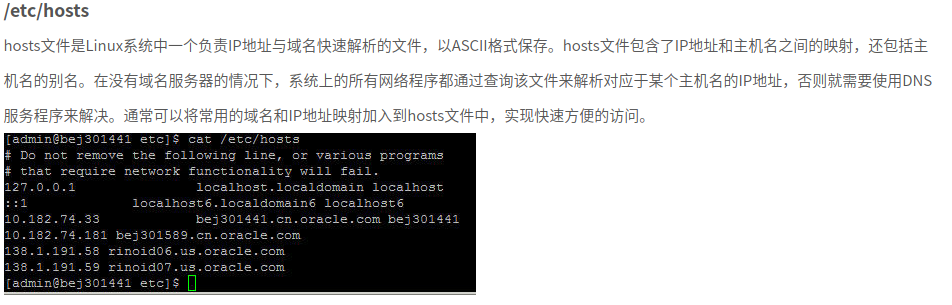 /etc/hosts
hosts文件是Linux系统中一个负责IP地址与域名快速解析的文件，以ASCII格式保存。hosts文件包含了IP地址和主机名之间的映射，还包括主
机名的别名。在没有域名服务器的情况下，系统上的所有网络程序都通过查询该文件来解析对应于某个主机名的IP地址，否则就需要使用DNS
服务程序来解决。通常可以将常用的域名和IP地址映射加入到hosts文件中，实现快速方便的访问。
[admin@bej301441 etc]$ cat /etc/hosts
# Do not remove the following line, or various programs
# that require network functionality will fail.
127.0.0.1 localhost.localdomain localhost
::1 localhost6.localdomain6 localhost6
10.182.74.33 bej301441.cn.oracle.com bej301441
10.182.74.181 bej301589.cn.oracle.com
138.1.191.58 rinoid06.us.oracle.com
138.1.191.59 rinoid07.us.oracle.com
[admin@bej301441 etc]$